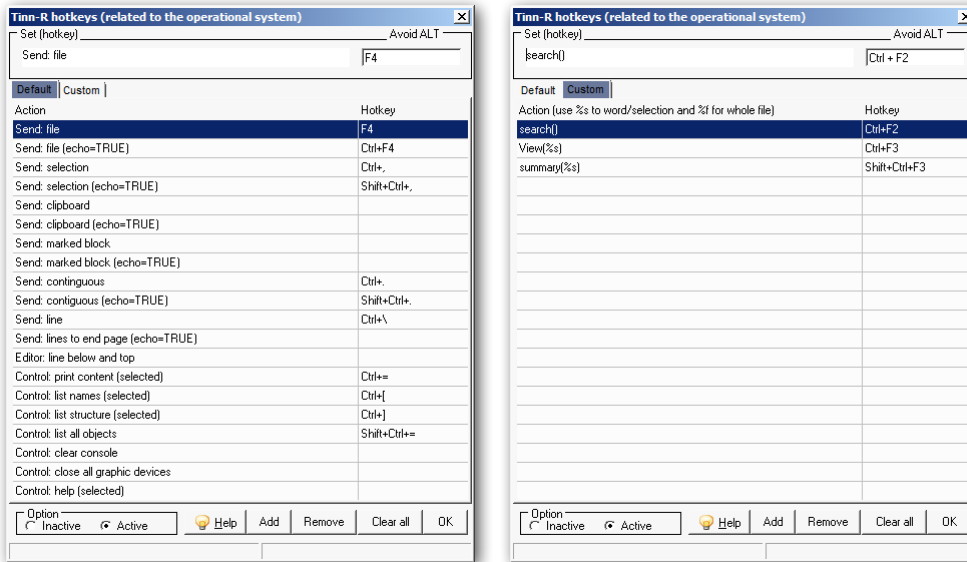 Tinn-R hotkeys (related to the operational system)
Set (hotkey) Avoid ALT
Send: file F4
Default Custom
Action Hotkey
Send: file F4
Send: file (echo=TRUE) Ctrl+F4
Send: selection Ctrl+,
Send: selection (echo=TRUE) Shift+Ctrl+,
Send: clipboard
Send: clipboard (echo=TRUE)
Send: marked block
Send: marked block (echo=TRUE)
Send: continguous Ctrl+.
Send: contiguous (echo=TRUE) Shift+Ctrl+.
Send: line Ctrl+\
Send: lines to end page (echo=TRUE)
Editor: line below and top
Control: print content (selected) Ctrl+=
Control: list names (selected) Ctrl+[
Control: list structure (selected) Ctrl+]
Control: list all objects Shift+Ctrl+=
Control: clear console
Control: close all graphic devices
Control: help (selected)
Option
Inactive Active Help Add Remove Clear all OK
Tinn-R hotkeys (related to the operational system)
Set (hotkey) Avoid ALT
search() Ctrl + F2
Default Custom
Action (use %s to word/selection and %f for whole file) Hotkey
search() Ctrl+F2
View(%s) Ctrl+F3
summary(%s) Shift+Ctrl+F3
Option
Inactive Active Help Add Remove Clear all OK